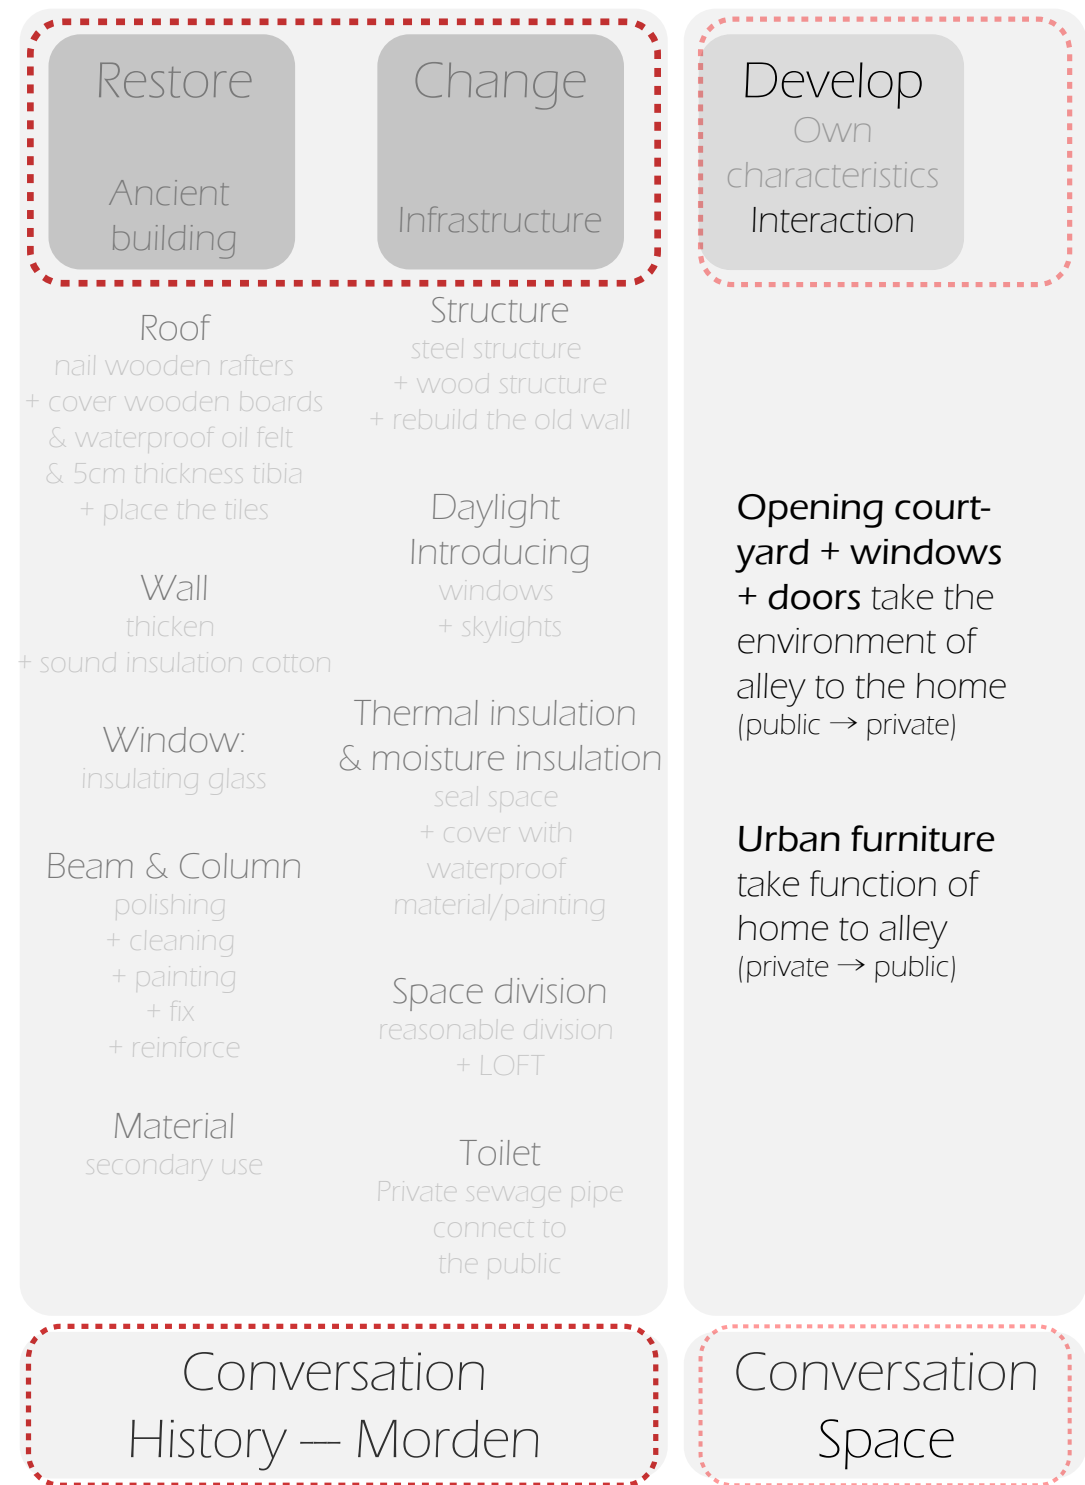 Restore
Ancient
building
Roof
nail wooden rafters
+ cover wooden boards
& waterproof oil felt
& 5cm thickness tibia
+ place the tiles
Wall
thicken
+ sound insulation cotton
Window:
insulating glass
Beam & Column
polishing
+ cleaning
+ painting
+ fix
+ reinforce
Material
secondary use
Change
Infrastructure
Structure
steel structure
+ wood structure
+ rebuild the old wall
Daylight
Introducing
windows
+ skylights
Thermal insulation
& moisture insulation
seal space
+ cover with
waterproof
material/painting
Space division
reasonable division
+ LOFT
Toilet
Private sewage pipe
connect to
the public
Conversation
History — Morden
Develop
Own
characteristics
Interaction
Opening court-
yard + windows
+ doors take the
environment of
alley to the home
(public → private)
Urban furniture
take function of
home to alley
(private → public)
Conversation
Space